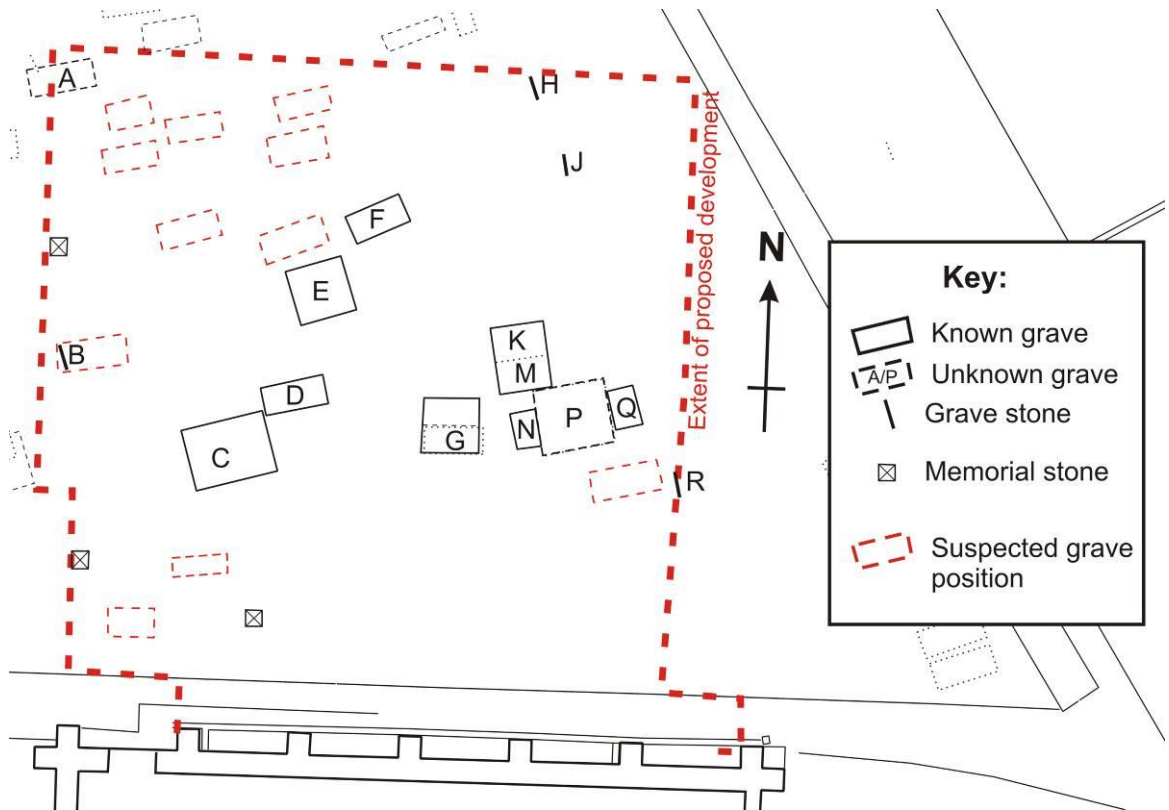 A
H
J
F
E
B
K
M
D
Q
N
P
G
C
R
Extent of proposed development
N
Key:
Known grave
A/P
Unknown grave
Grave stone
Memorial stone
Suspected grave
position